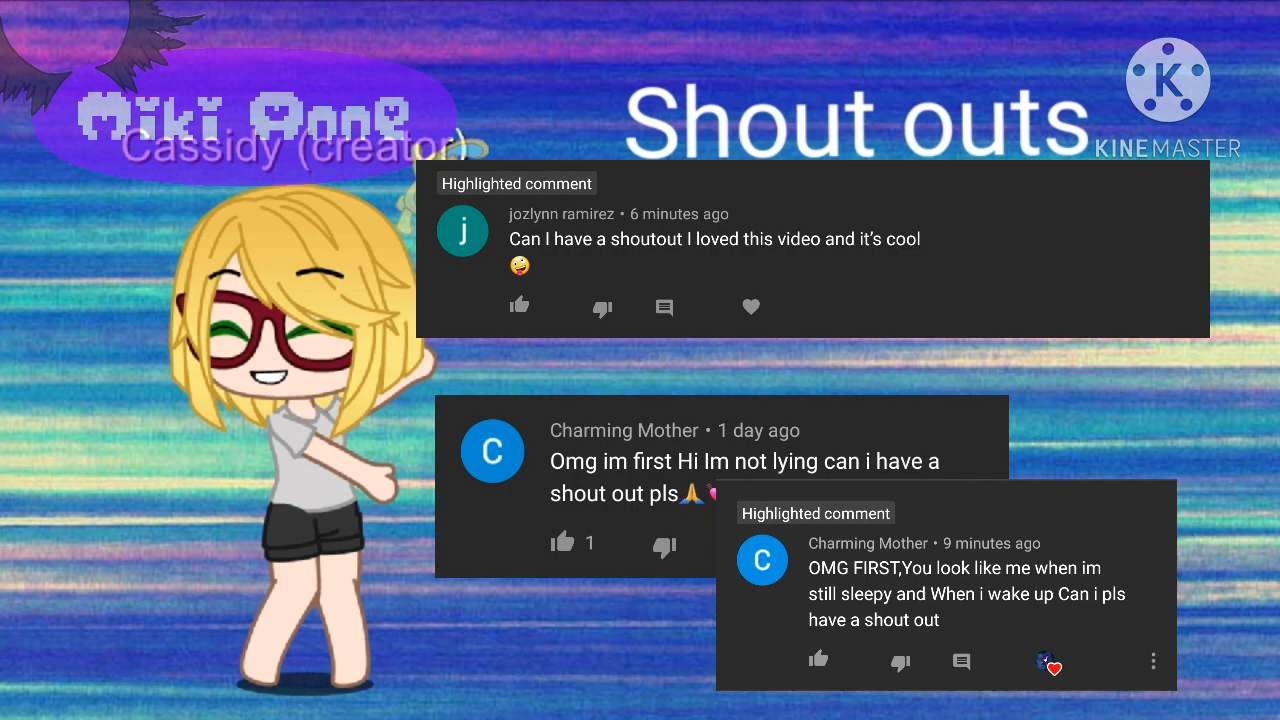 Miki Anne
Cassidy (creator)
Shout outs
K
KINEMASTER
Highlighted comment
j
jozlynn ramirez • 6 minutes ago
Can I have a shoutout I loved this video and it's cool
🤪
C
Charming Mother • 1 day ago
Omg im first Hi Im not lying can i have a
shout out pls🙏💘
1
Highlighted comment
C
Charming Mother • 9 minutes ago
OMG FIRST,You look like me when im
still sleepy and When i wake up Can i pls
have a shout out